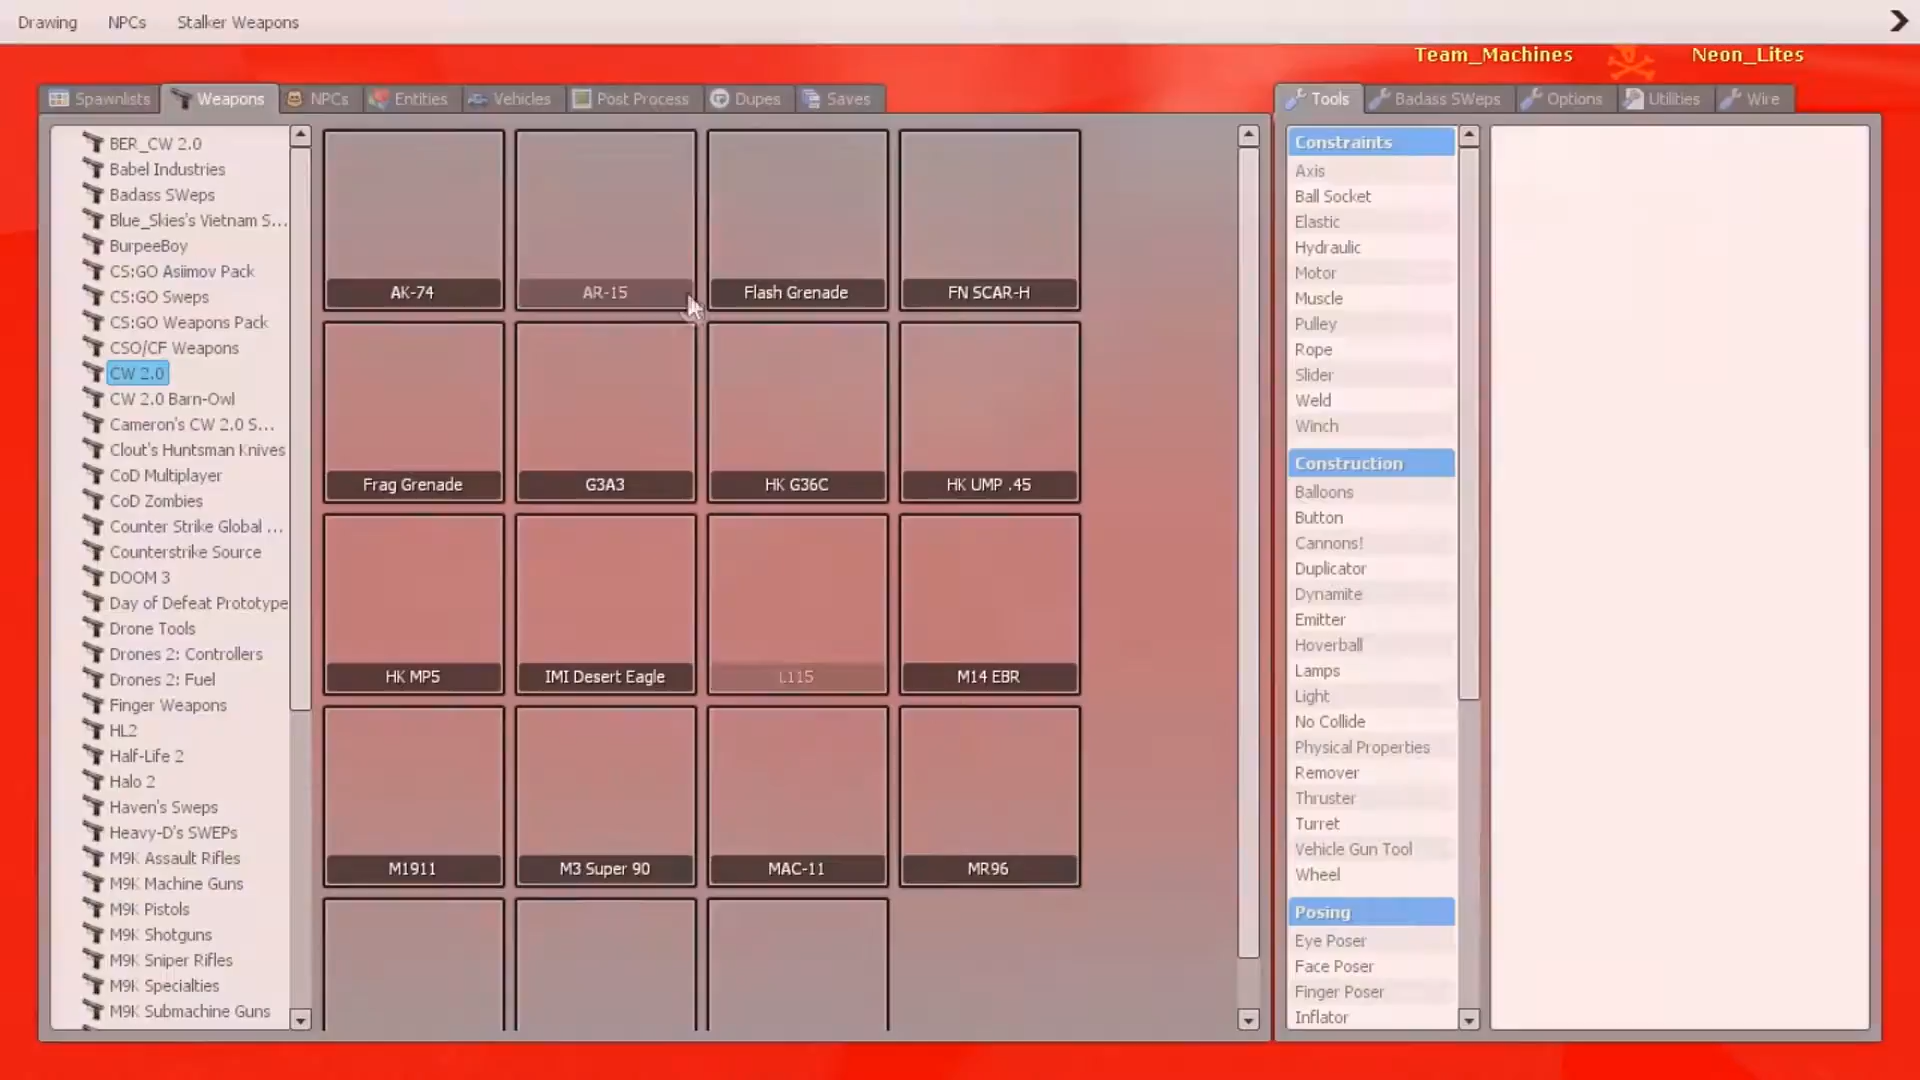 Drawing NPCs Stalker Weapons
Team_Machines Neon_Lites
Spawnlists Weapons NPCs Entities Vehicles Post Process Dupes Saves
Tools Badass SWeps Options Utilities Wire
BER_CW 2.0
Babel Industries
Badass SWeps
Blue_Skies's Vietnam S...
BurpeeBoy
CS:GO Asiimov Pack
CS:GO Sweps
CS:GO Weapons Pack
CSO/CF Weapons
CW 2.0
CW 2.0 Barn-Owl
Cameron's CW 2.0 S...
Clout's Huntsman Knives
CoD Multiplayer
CoD Zombies
Counter Strike Global ...
Counterstrike Source
DOOM 3
Day of Defeat Prototype
Drone Tools
Drones 2: Controllers
Drones 2: Fuel
Finger Weapons
HL2
Half-Life 2
Halo 2
Haven's Sweps
Heavy-D's SWEPs
M9K Assault Rifles
M9K Machine Guns
M9K Pistols
M9K Shotguns
M9K Sniper Rifles
M9K Specialties
M9K Submachine Guns
AK-74 AR-15 Flash Grenade FN SCAR-H
Frag Grenade G3A3 HK G36C HK UMP .45
HK MP5 IMI Desert Eagle L115 M14 EBR
M1911 M3 Super 90 MAC-11 MR96
Constraints
Axis
Ball Socket
Elastic
Hydraulic
Motor
Muscle
Pulley
Rope
Slider
Weld
Winch
Construction
Balloons
Button
Cannons!
Duplicator
Dynamite
Emitter
Hoverball
Lamps
Light
No Collide
Physical Properties
Remover
Thruster
Turret
Vehicle Gun Tool
Wheel
Posing
Eye Poser
Face Poser
Finger Poser
Inflator